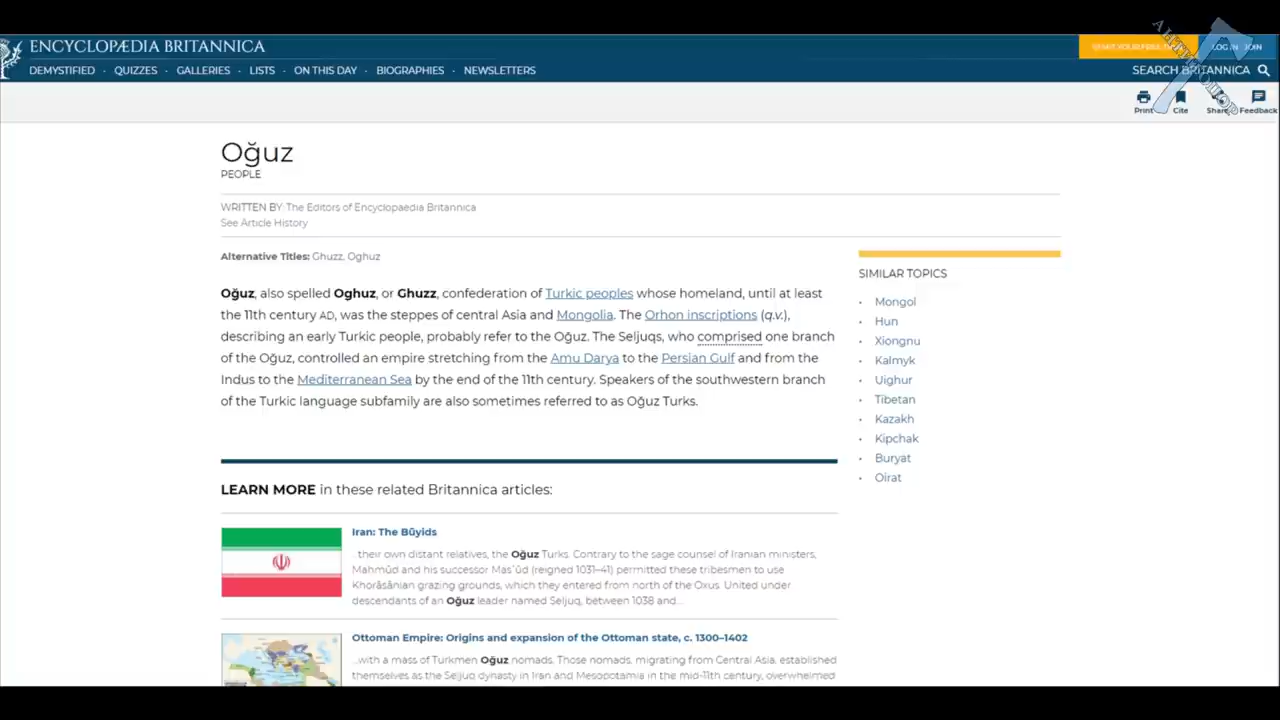 ENCYCLOPÆDIA BRITANNICA
LOG IN JOIN
DEMYSTIFIED · QUIZZES · GALLERIES · LISTS · ON THIS DAY · BIOGRAPHIES · NEWSLETTERS
SEARCH BRITANNICA
Print Cite Share Feedback
Oğuz
PEOPLE
WRITTEN BY: The Editors of Encyclopaedia Britannica
See Article History
Alternative Titles: Ghuzz, Oghuz
Oğuz, also spelled Oghuz, or Ghuzz, confederation of Turkic peoples whose homeland, until at least
the 11th century AD, was the steppes of central Asia and Mongolia. The Orhon inscriptions (q.v.),
describing an early Turkic people, probably refer to the Oğuz. The Seljuqs, who comprised one branch
of the Oğuz, controlled an empire stretching from the Amu Darya to the Persian Gulf and from the
Indus to the Mediterranean Sea by the end of the 11th century. Speakers of the southwestern branch
of the Turkic language subfamily are also sometimes referred to as Oğuz Turks.
SIMILAR TOPICS
• Mongol
• Hun
• Xiongnu
• Kalmyk
• Uighur
• Tibetan
• Kazakh
• Kipchak
• Buryat
• Oirat
LEARN MORE in these related Britannica articles:
Iran: The Būyids
…their own distant relatives, the Oğuz Turks. Contrary to the sage counsel of Iranian ministers,
Maḥmūd and his successor Masʿūd (reigned 1031–41) permitted these tribesmen to use
Khorāsānian grazing grounds, which they entered from north of the Oxus. United under
descendants of an Oğuz leader named Seljuq, between 1038 and…
Ottoman Empire: Origins and expansion of the Ottoman state, c. 1300–1402
…with a mass of Turkmen Oğuz nomads. Those nomads, migrating from Central Asia, established
themselves as the Seljuq dynasty in Iran and Mesopotamia in the mid-11th century, overwhelmed